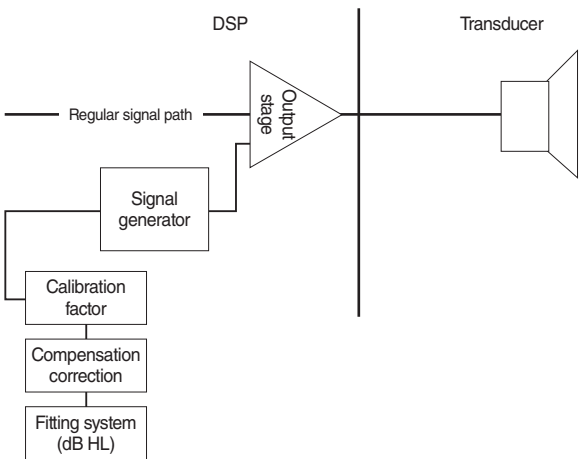 DSP
Transducer
Regular signal path
Output
stage
Signal
generator
Calibration
factor
Compensation
correction
Fitting system
(dB HL)